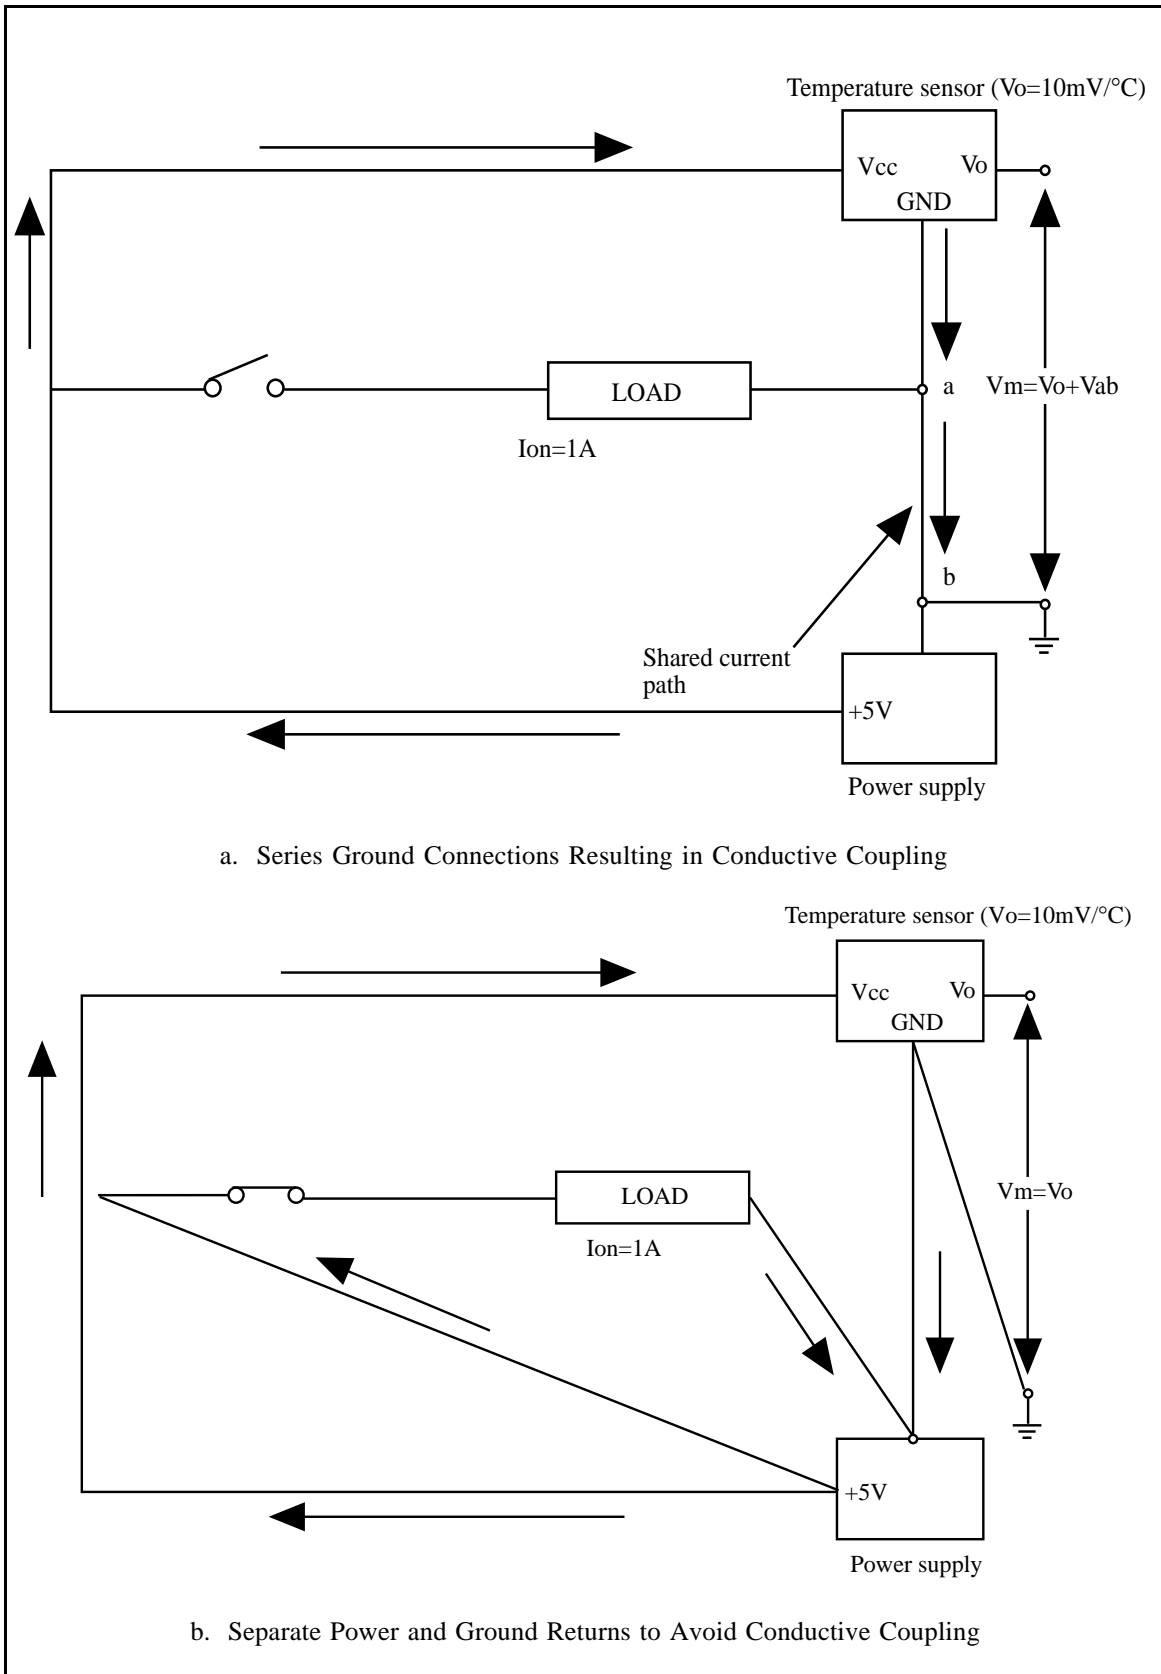 Temperature sensor (Vo=10mV/°C)
Vcc Vo
GND
LOAD
a
Vm=Vo+Vab
Ion=1A
b
Shared current
path
+5V
Power supply
a. Series Ground Connections Resulting in Conductive Coupling
Temperature sensor (Vo=10mV/°C)
Vcc Vo
GND
LOAD
Vm=Vo
Ion=1A
+5V
Power supply
b. Separate Power and Ground Returns to Avoid Conductive Coupling